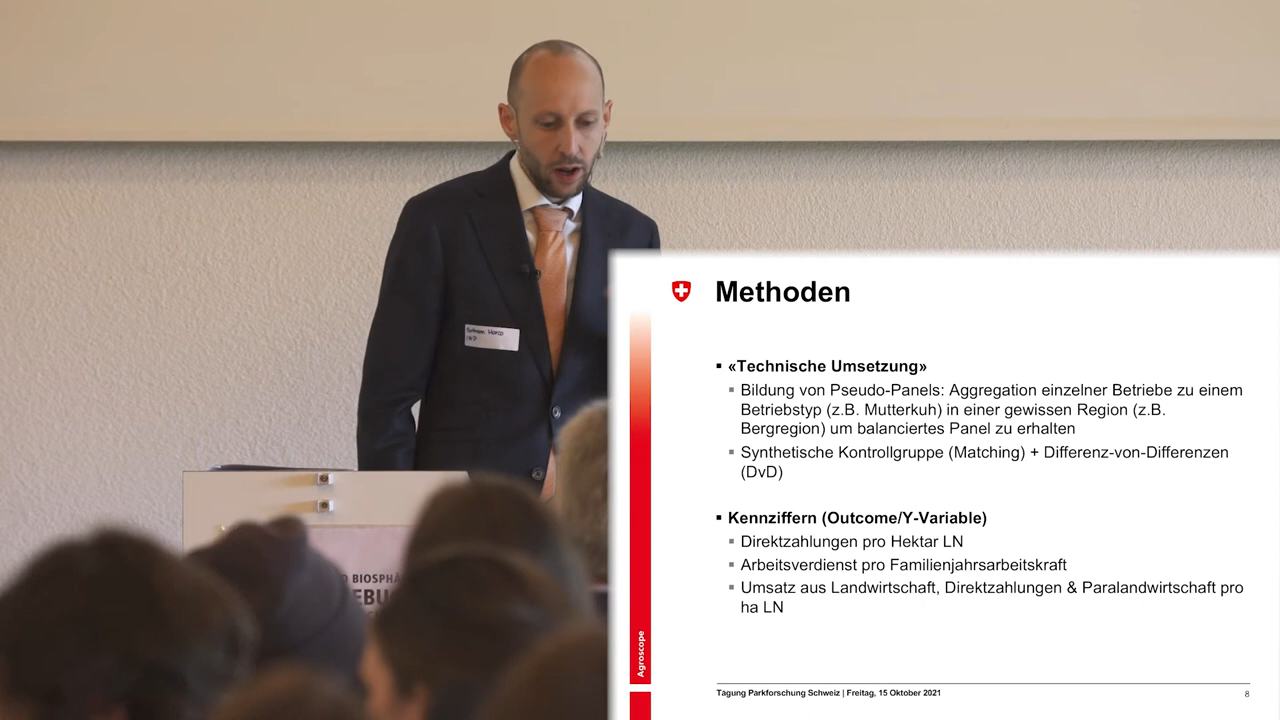 Methoden
▪ «Technische Umsetzung»
▪ Bildung von Pseudo-Panels: Aggregation einzelner Betriebe zu einem
Betriebstyp (z.B. Mutterkuh) in einer gewissen Region (z.B.
Bergregion) um balanciertes Panel zu erhalten
▪ Synthetische Kontrollgruppe (Matching) + Differenz-von-Differenzen
(DvD)
▪ Kennziffern (Outcome/Y-Variable)
▪ Direktzahlungen pro Hektar LN
▪ Arbeitsverdienst pro Familienjahrsarbeitskraft
▪ Umsatz aus Landwirtschaft, Direktzahlungen & Paralandwirtschaft pro
ha LN
Agroscope
Tagung Parkforschung Schweiz | Freitag, 15 Oktober 2021
8